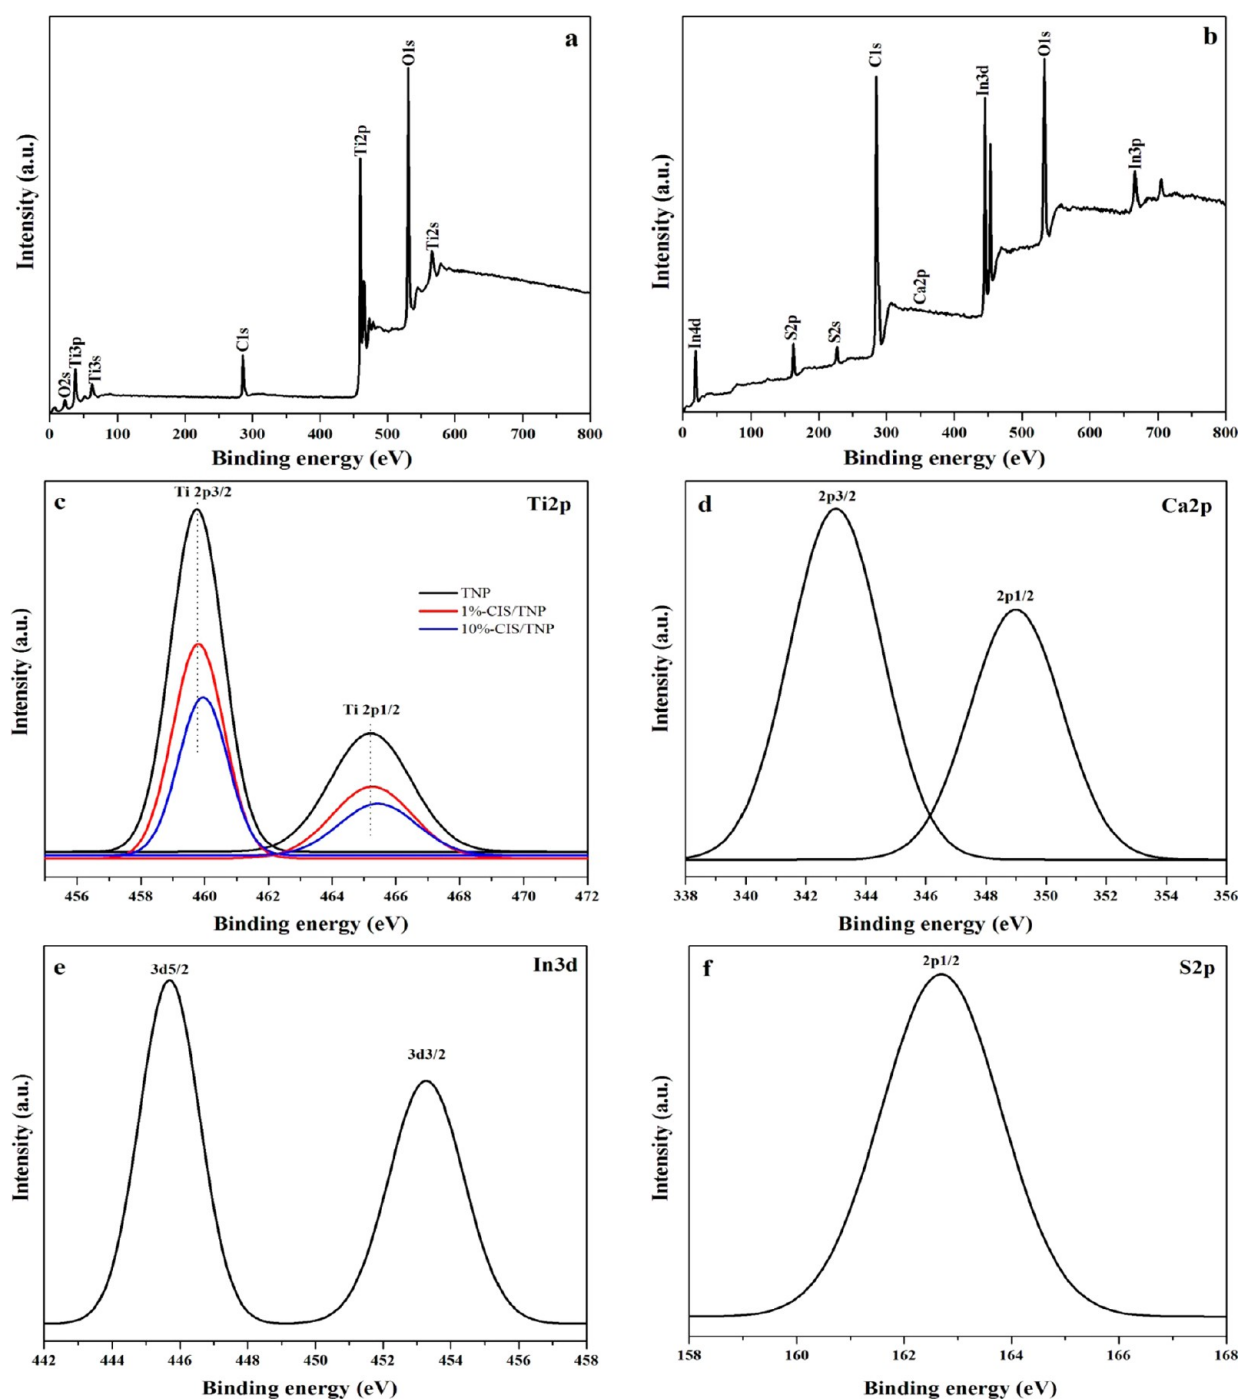 a
Intensity (a.u.)
O2s
Ti3p
Ti3s
C1s
Ti2p
O1s
Ti2s
0 100 200 300 400 500 600 700 800
Binding energy (eV)
b
Intensity (a.u.)
In4d
S2p
S2s
C1s
Ca2p
In3d
O1s
In3p
0 100 200 300 400 500 600 700 800
Binding energy (eV)
c
Ti 2p3/2
Ti2p
TNP
1%-CIS/TNP
10%-CIS/TNP
Ti 2p1/2
Intensity (a.u.)
456 458 460 462 464 466 468 470 472
Binding energy (eV)
d
2p3/2
Ca2p
2p1/2
Intensity (a.u.)
338 340 342 344 346 348 350 352 354 356
Binding energy (eV)
e
3d5/2
In3d
3d3/2
Intensity (a.u.)
442 444 446 448 450 452 454 456 458
Binding energy (eV)
f
2p1/2
S2p
Intensity (a.u.)
158 160 162 164 166 168
Binding energy (eV)